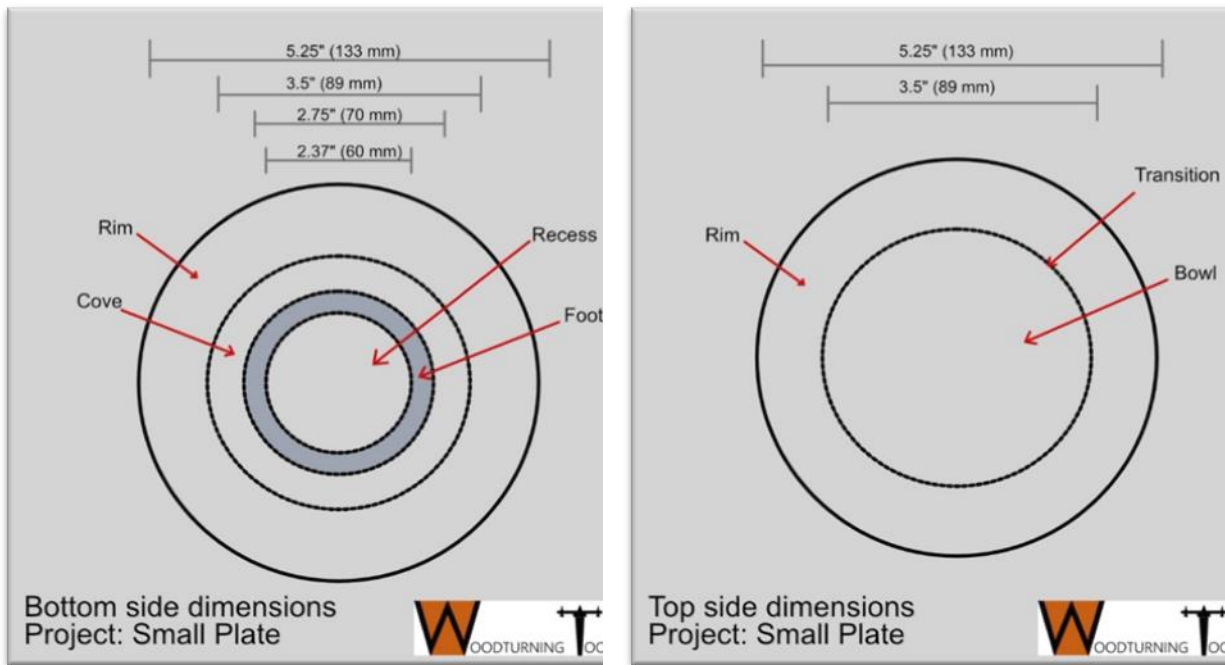 5.25" (133 mm)
3.5" (89 mm)
2.75" (70 mm)
2.37" (60 mm)
Rim
Recess
Cove
Foot
Bottom side dimensions
Project: Small Plate
WOODTURNING
5.25" (133 mm)
3.5" (89 mm)
Transition
Rim
Bowl
Top side dimensions
Project: Small Plate
WOODTURNING